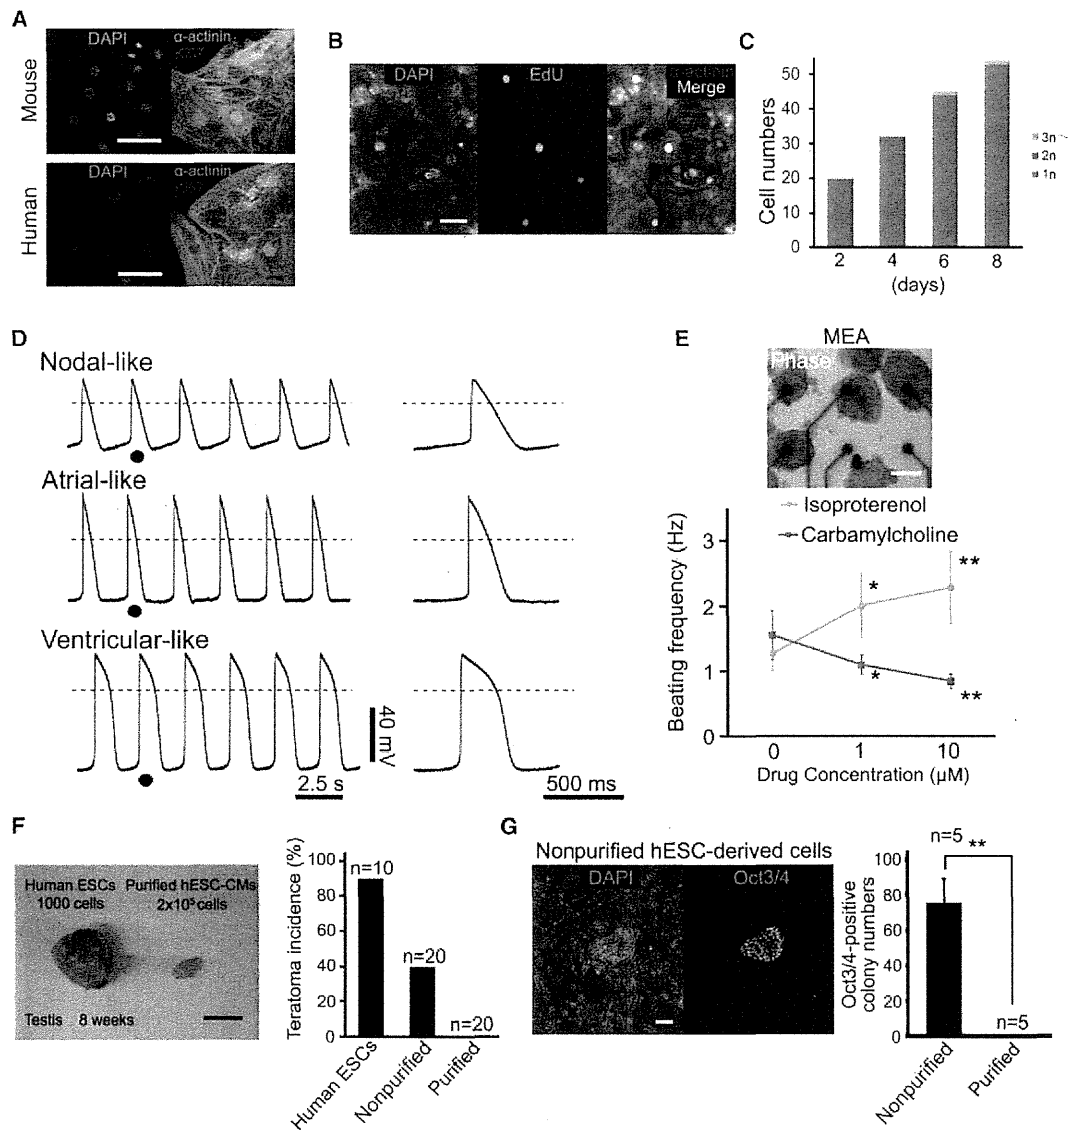 A
DAPI
α-actinin
Mouse
DAPI
α-actinin
Human
B
DAPI
EdU
Merge
C
Cell numbers
50
40
30
20
10
0
2 4 6 8
(days)
3n
2n
1n
D
Nodal-like
Atrial-like
Ventricular-like
40 mV
2.5 s
500 ms
E
MEA
Phase
Isoproterenol
Carbamylcholine
Beating frequency (Hz)
3
2
1
0
*
**
*
**
0 1 10
Drug Concentration (µM)
F
Human ESCs
1000 cells
Purified hESC-CMs
2x10⁵ cells
Testis 8 weeks
Teratoma incidence (%)
100
80
60
40
20
0
n=10
n=20
n=20
Human ESCs
Nonpurified
Purified
G
Nonpurified hESC-derived cells
DAPI
Oct3/4
Oct3/4-positive
colony numbers
100
80
60
40
20
0
n=5
**
n=5
Nonpurified
Purified